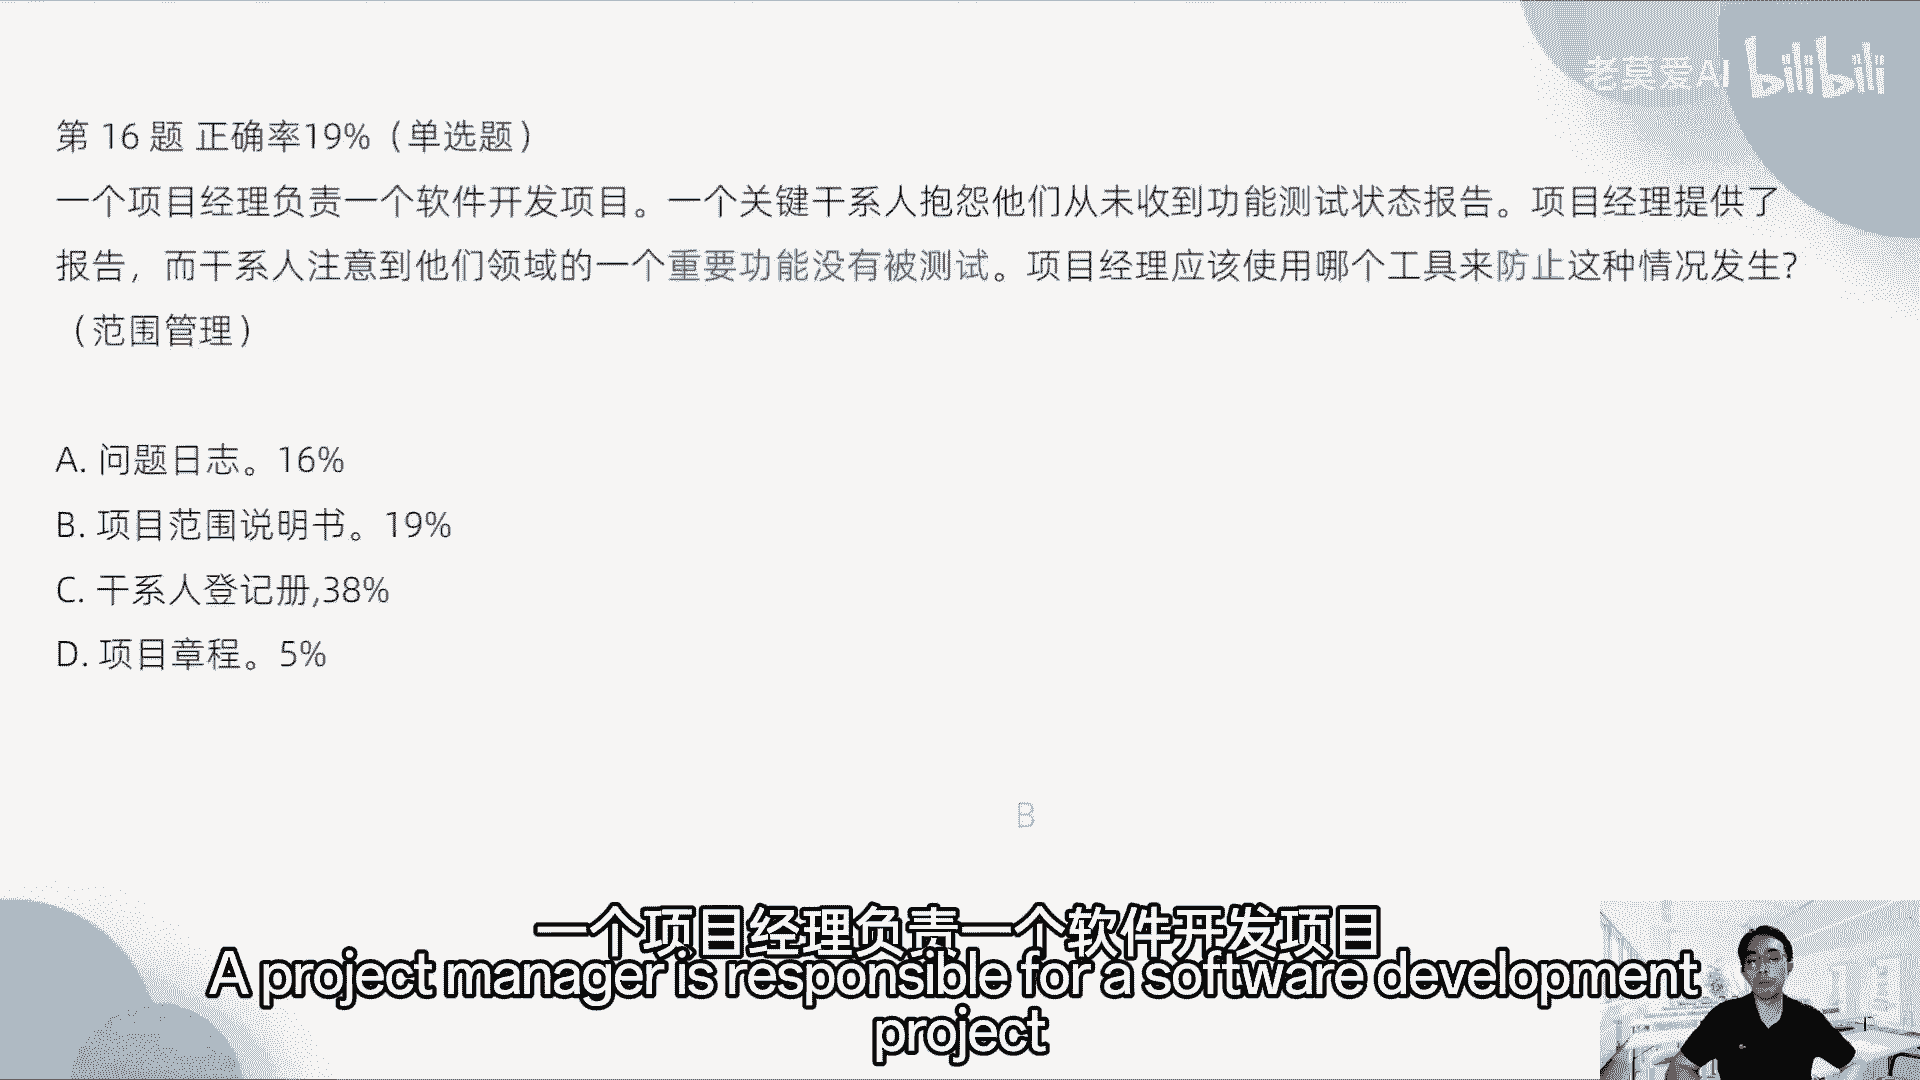 老莫爱AI bilibili
第 16 题 正确率19%（单选题）
一个项目经理负责一个软件开发项目。一个关键干系人抱怨他们从未收到功能测试状态报告。项目经理提供了
报告，而干系人注意到他们领域的一个重要功能没有被测试。项目经理应该使用哪个工具来防止这种情况发生?
（范围管理）
A. 问题日志。16%
B. 项目范围说明书。19%
C. 干系人登记册,38%
D. 项目章程。5%
B
一个项目经理负责一个软件开发项目
A project manager is responsible for a software development
project